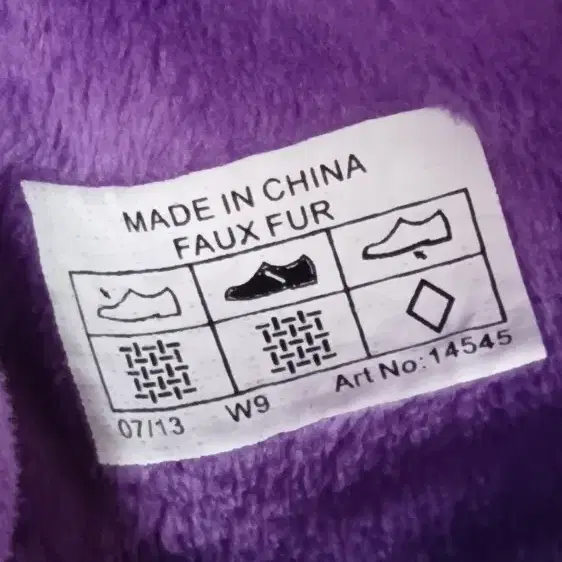 MADE IN CHINA
FAUX FUR
07/13 W9 Art No:14545